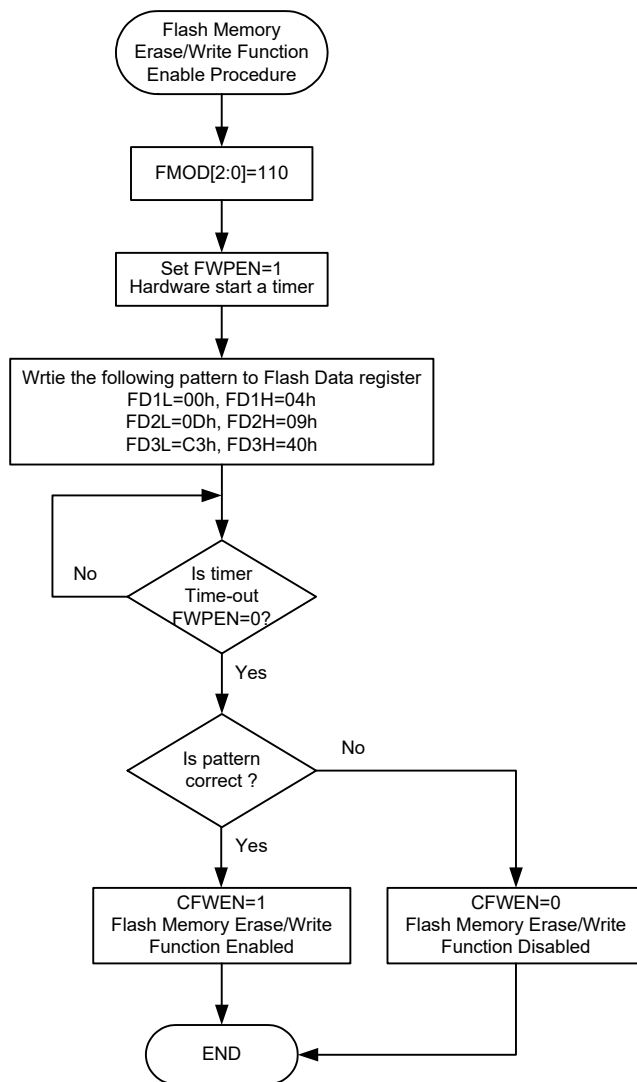 Flash Memory
Erase/Write Function
Enable Procedure
FMOD[2:0]=110
Set FWPEN=1
Hardware start a timer
Wrtie the following pattern to Flash Data register
FD1L=00h, FD1H=04h
FD2L=0Dh, FD2H=09h
FD3L=C3h, FD3H=40h
No
Is timer
Time-out
FWPEN=0?
Yes
Is pattern
correct ?
No
Yes
CFWEN=1
Flash Memory Erase/Write
Function Enabled
CFWEN=0
Flash Memory Erase/Write
Function Disabled
END